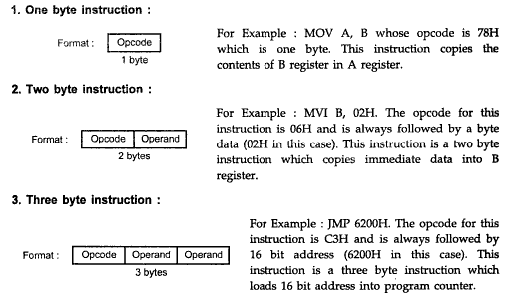 1. One byte instruction :
Format : Opcode
1 byte
For Example : MOV A, B whose opcode is 78H
which is one byte. This instruction copies the
contents of B register in A register.
2. Two byte instruction :
Format : Opcode Operand
2 bytes
For Example : MVI B, 02H. The opcode for this
instruction is 06H and is always followed by a byte
data (02H in this case). This instruction is a two byte
instruction which copies immediate data into B
register.
3. Three byte instruction :
Format : Opcode Operand Operand
3 bytes
For Example : JMP 6200H. The opcode for this
instruction is C3H and is always followed by
16 bit address (6200H in this case). This
instruction is a three byte instruction which
loads 16 bit address into program counter.